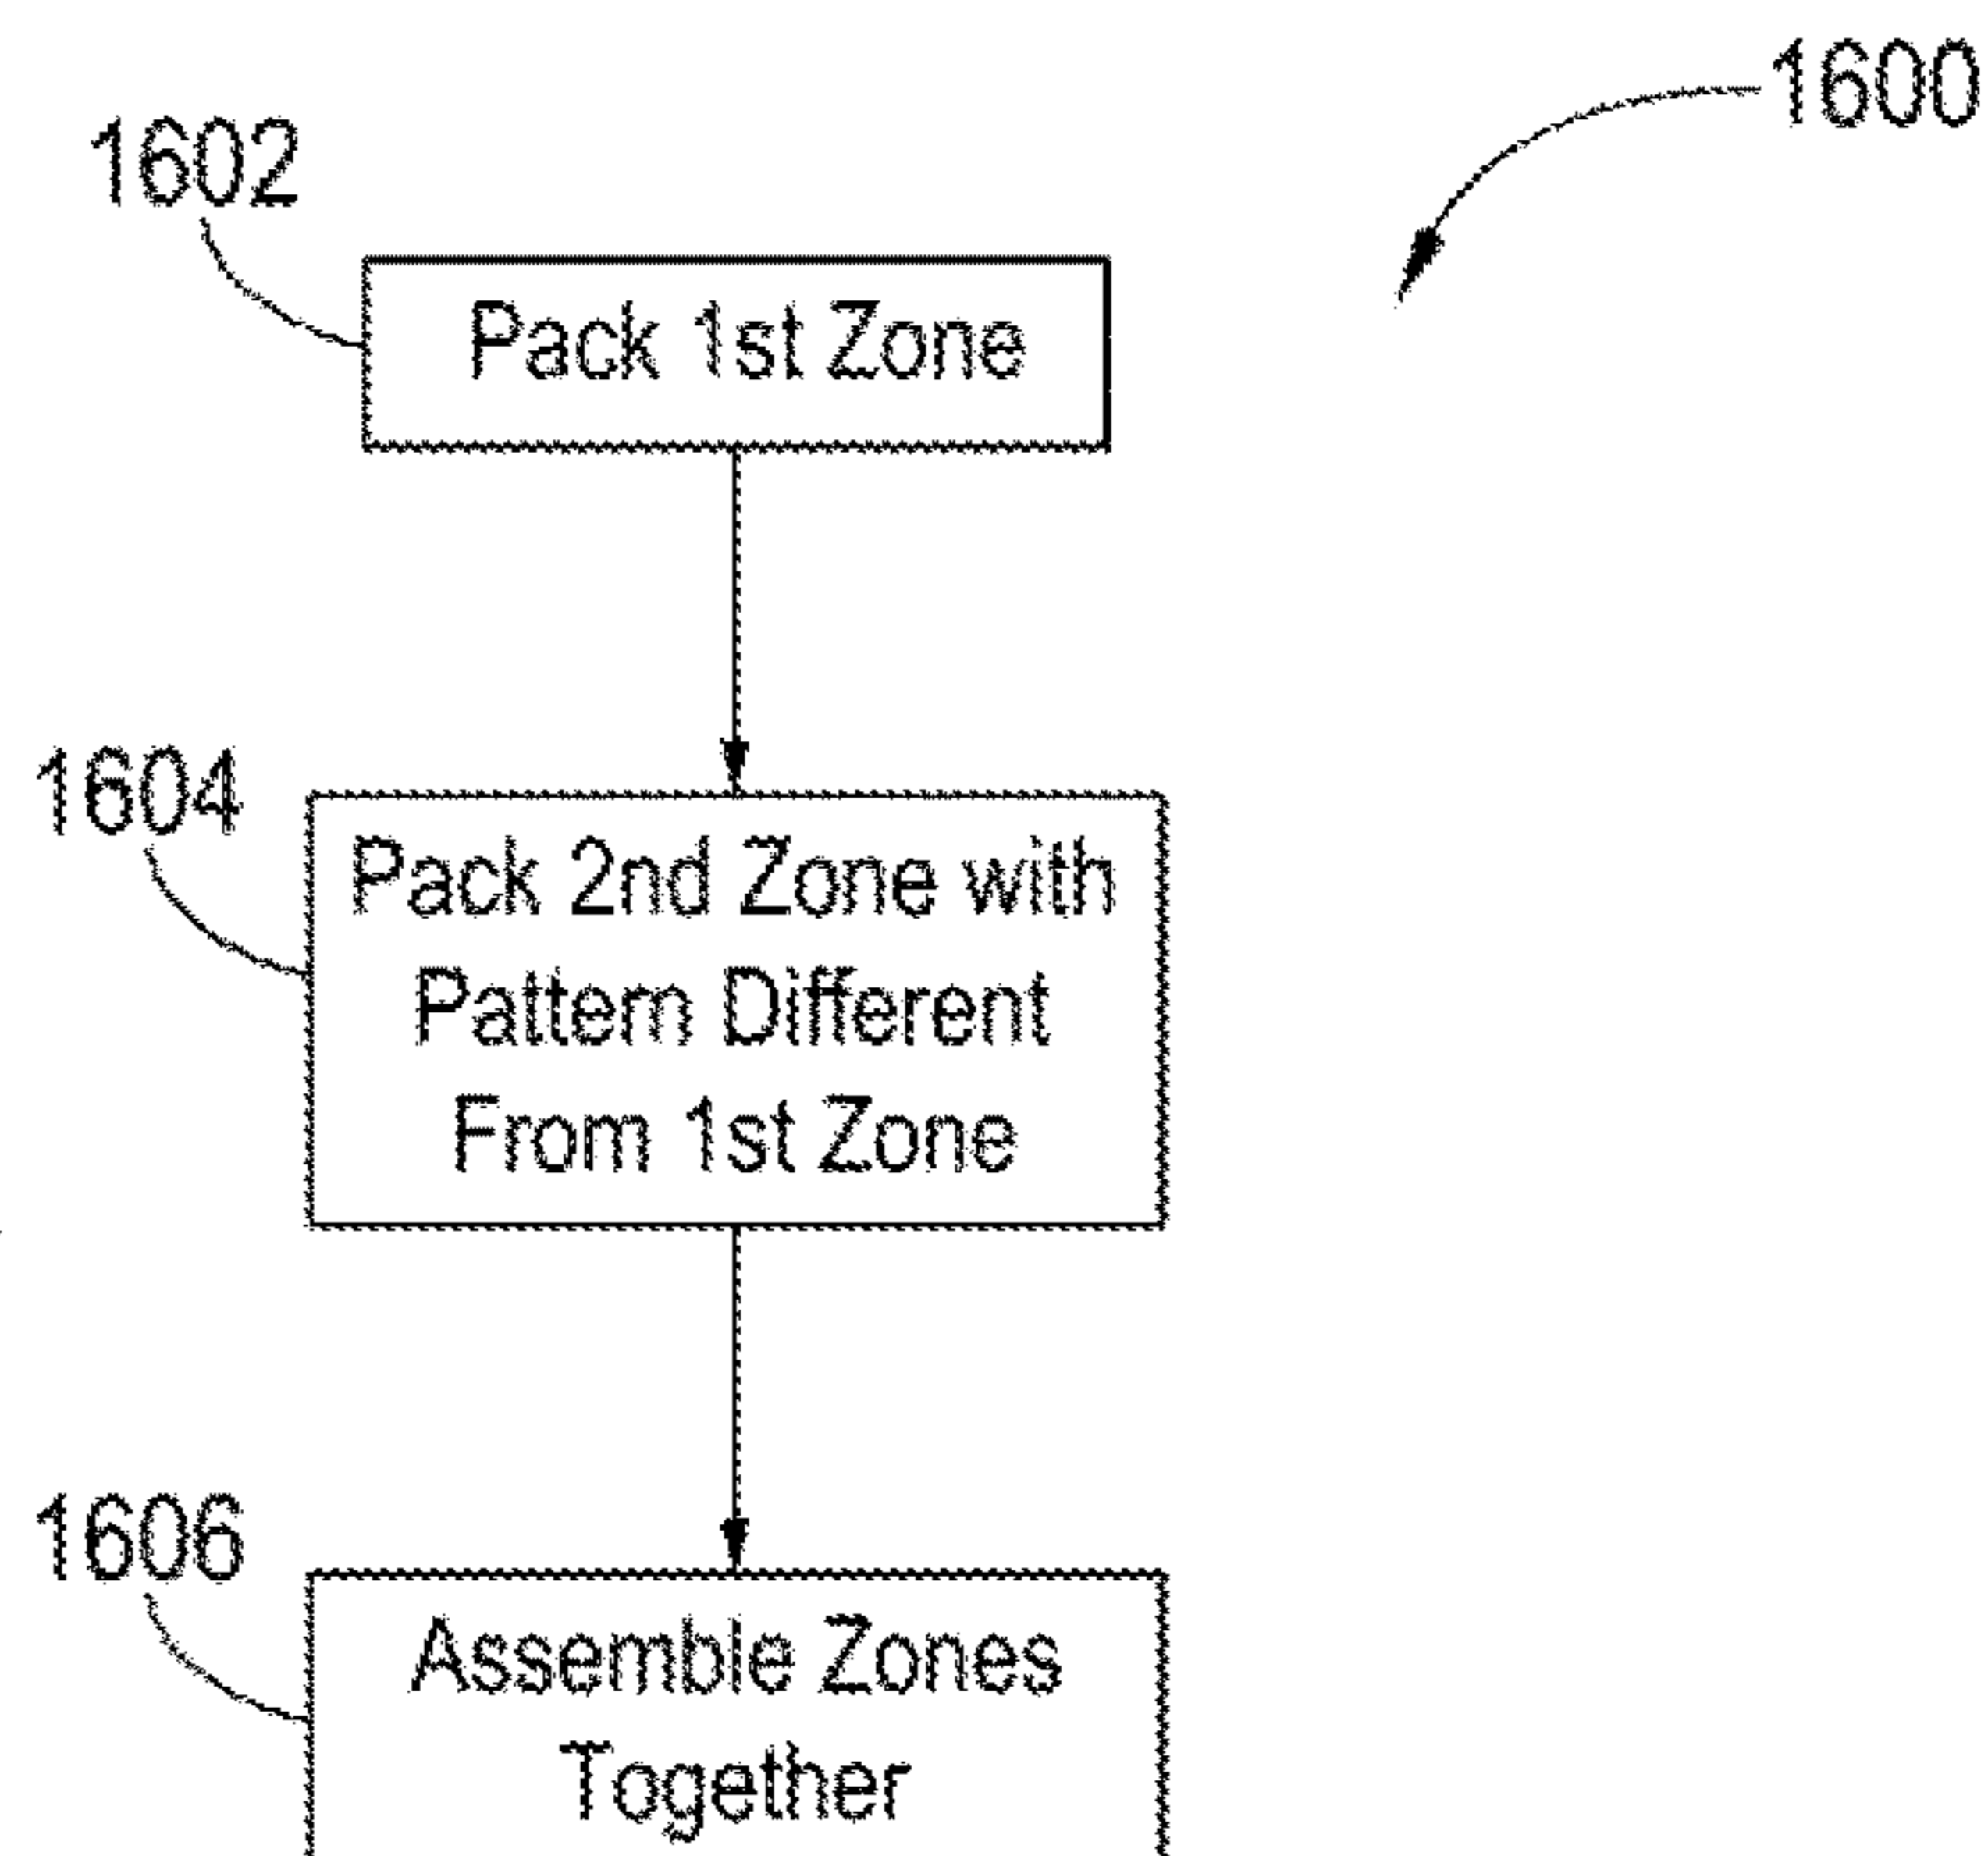 1600
1602
Pack 1st Zone
1604
Pack 2nd Zone with
Pattern Different
From 1st Zone
1606
Assemble Zones
Together